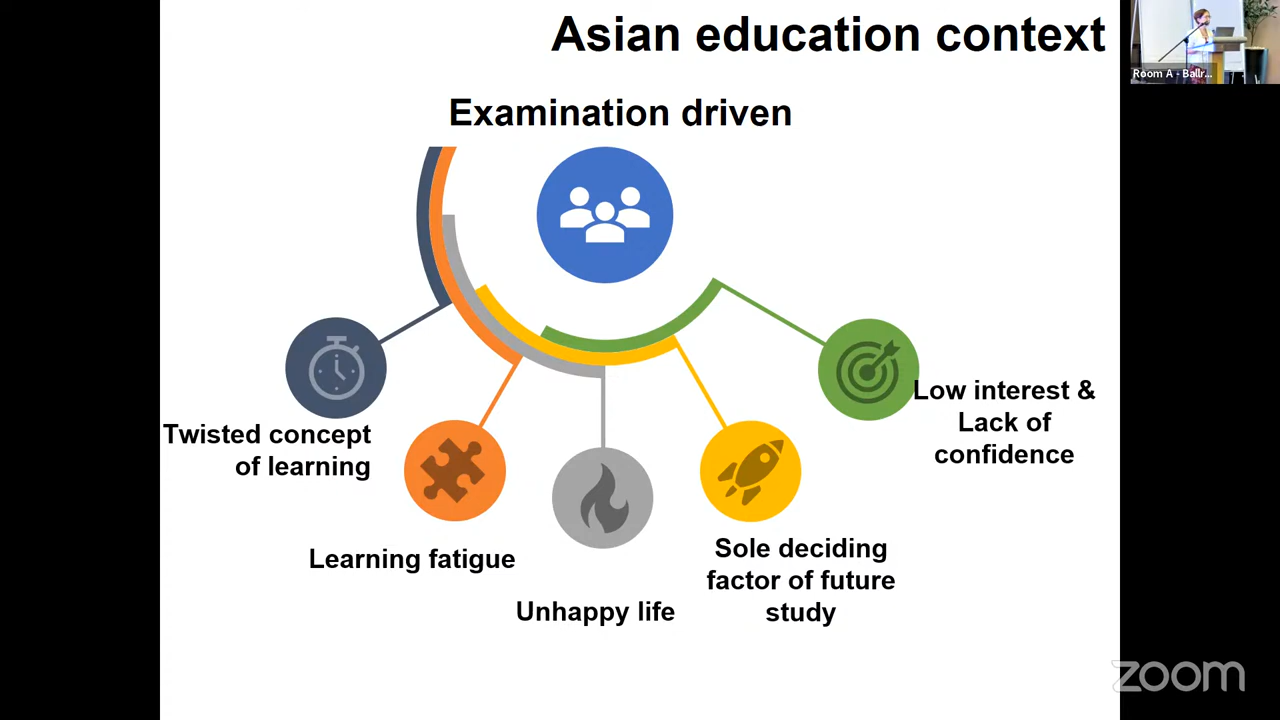 Asian education context
Room A - Ballr...
Examination driven
Twisted concept
of learning
Learning fatigue
Unhappy life
Sole deciding
factor of future
study
Low interest &
Lack of
confidence
zoom